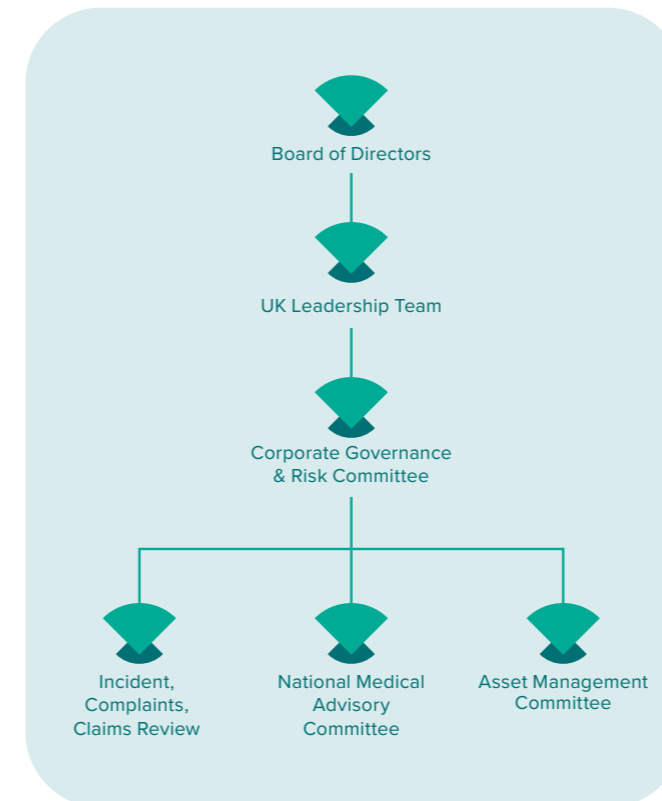 Board of Directors
UK Leadership Team
Corporate Governance
& Risk Committee
Incident,
Complaints,
Claims Review
National Medical
Advisory
Committee
Asset Management
Committee